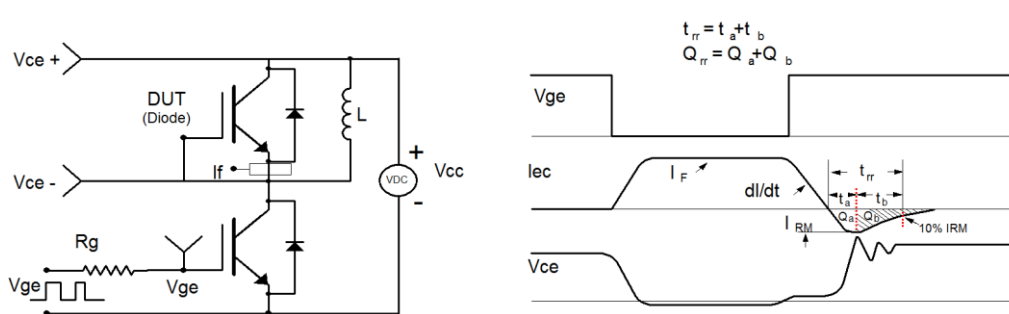 Vce +
DUT
(Diode)
L
If
VDC
+
-
Vcc
Vce -
Rg
Vge
Vge
t rr = t a + t b
Q rr = Q a + Q b
Vge
Iec
I F
dI/dt
t rr
t a
t b
Q a
Q b
I RM
10% IRM
Vce